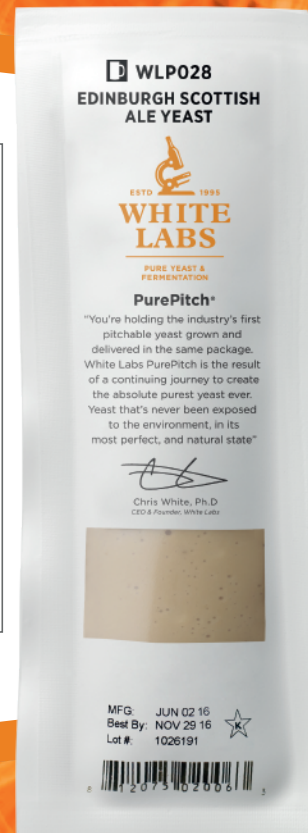 WLP028
EDINBURGH SCOTTISH
ALE YEAST
ESTD 1995
WHITE
LABS
PURE YEAST &
FERMENTATION
PurePitch®
"You're holding the industry's first
pitchable yeast grown and
delivered in the same package.
White Labs PurePitch is the result
of a continuing journey to create
the absolute purest yeast ever.
Yeast that's never been exposed
to the environment, in its
most perfect, and natural state"
Chris White, Ph.D
CEO & Founder, White Labs
MFG: JUN 02 16
Best By: NOV 29 16
Lot #: 1026191
K
8 12075 02006 3